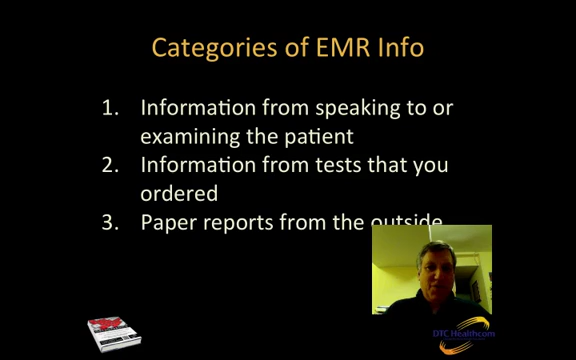 Categories of EMR Info
1. Information from speaking to or
examining the patient
2. Information from tests that you
ordered
3. Paper reports from the outside
DTC Healthcom